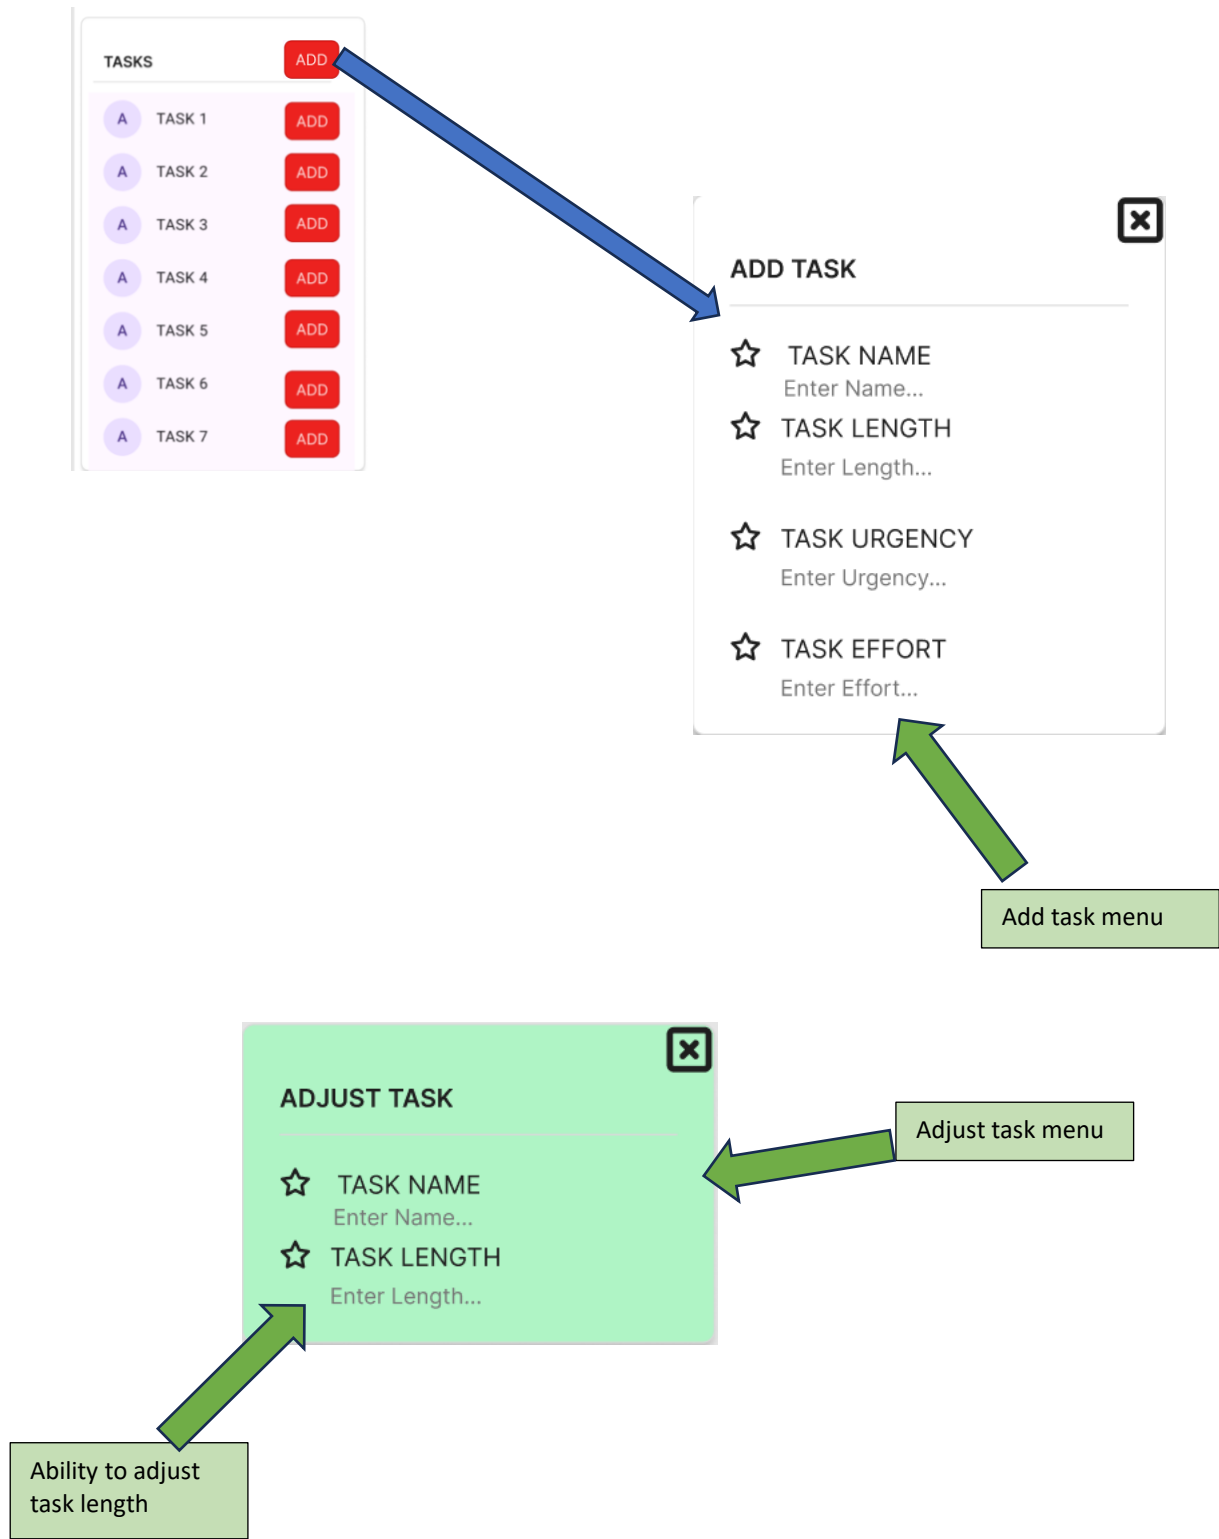 TASKS ADD
A TASK 1 ADD
A TASK 2 ADD
A TASK 3 ADD
A TASK 4 ADD
A TASK 5 ADD
A TASK 6 ADD
A TASK 7 ADD
ADD TASK
TASK NAME
Enter Name...
TASK LENGTH
Enter Length...
TASK URGENCY
Enter Urgency...
TASK EFFORT
Enter Effort...
Add task menu
ADJUST TASK
TASK NAME
Enter Name...
TASK LENGTH
Enter Length...
Adjust task menu
Ability to adjust
task length